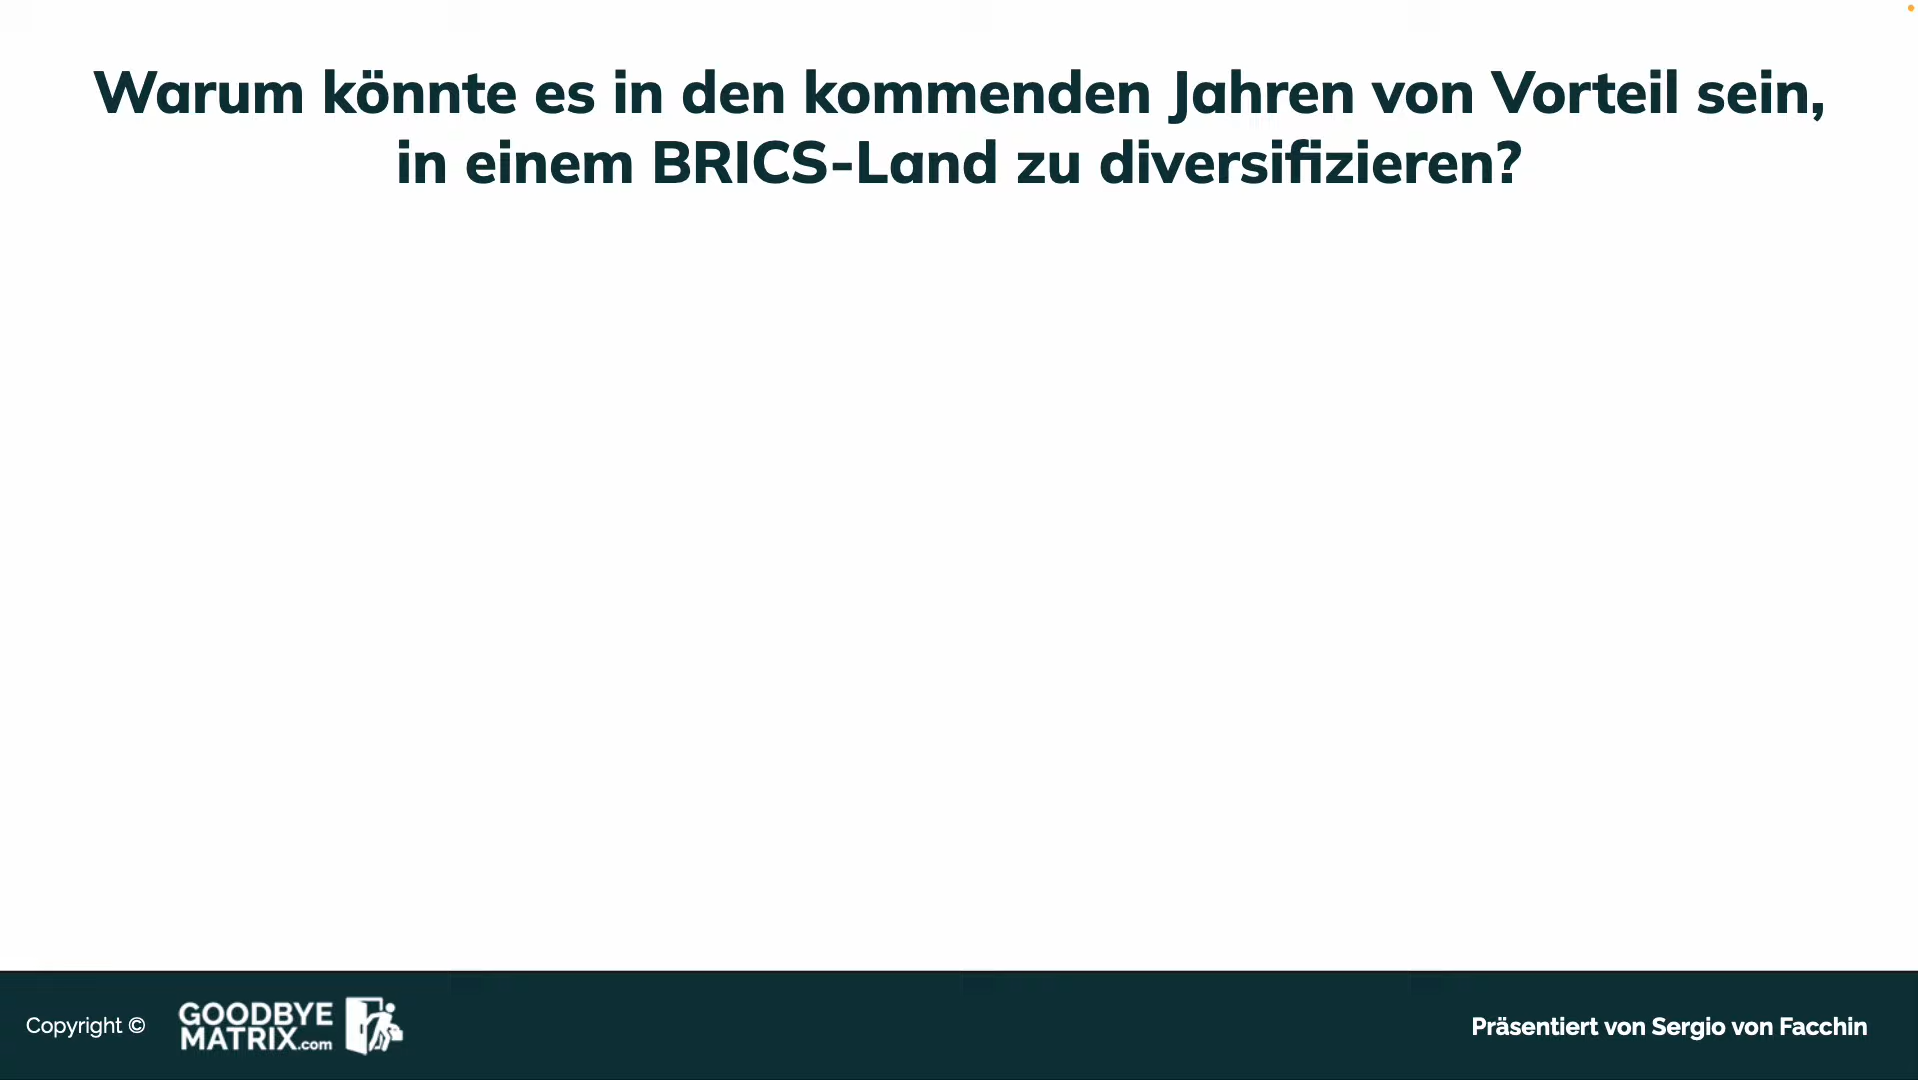 Warum könnte es in den kommenden Jahren von Vorteil sein,
in einem BRICS-Land zu diversifizieren?
Copyright ©
GOODBYE
MATRIX.com
Präsentiert von Sergio von Facchin